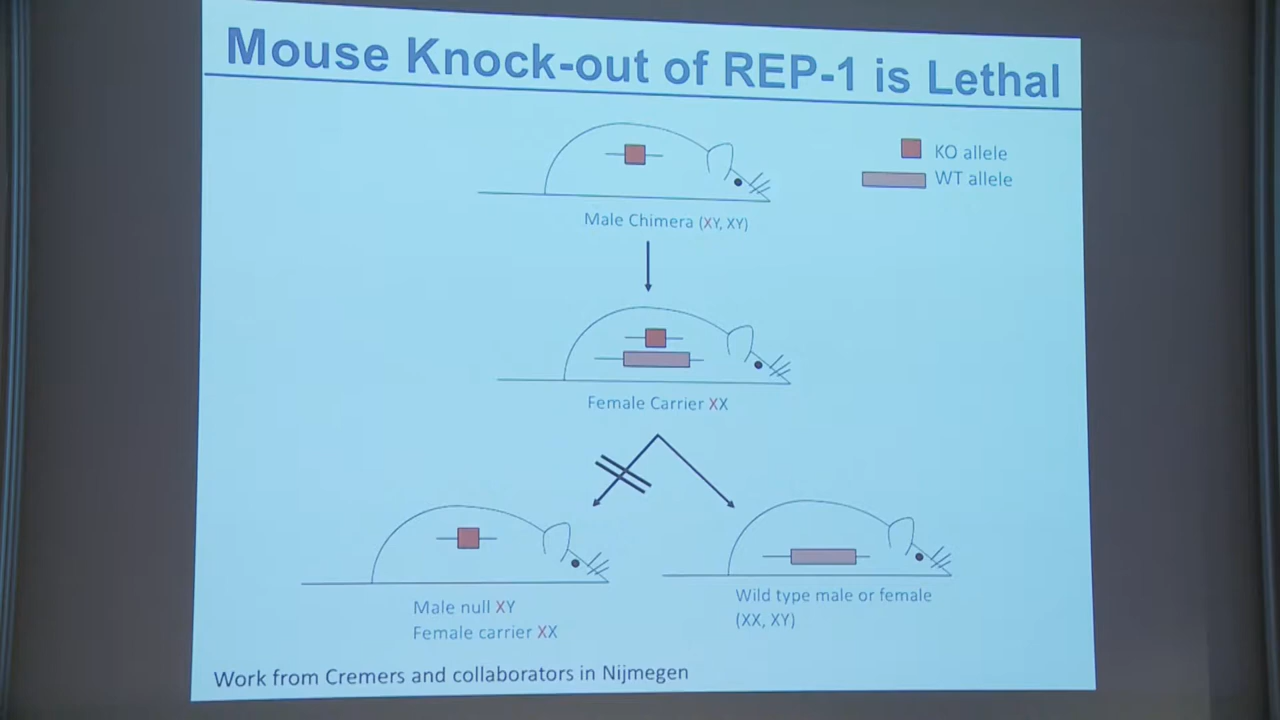 Mouse Knock-out of REP-1 is Lethal
KO allele
WT allele
Male Chimera (XY, XY)
Female Carrier XX
Male null XY
Female carrier XX
Wild type male or female
(XX, XY)
Work from Cremers and collaborators in Nijmegen